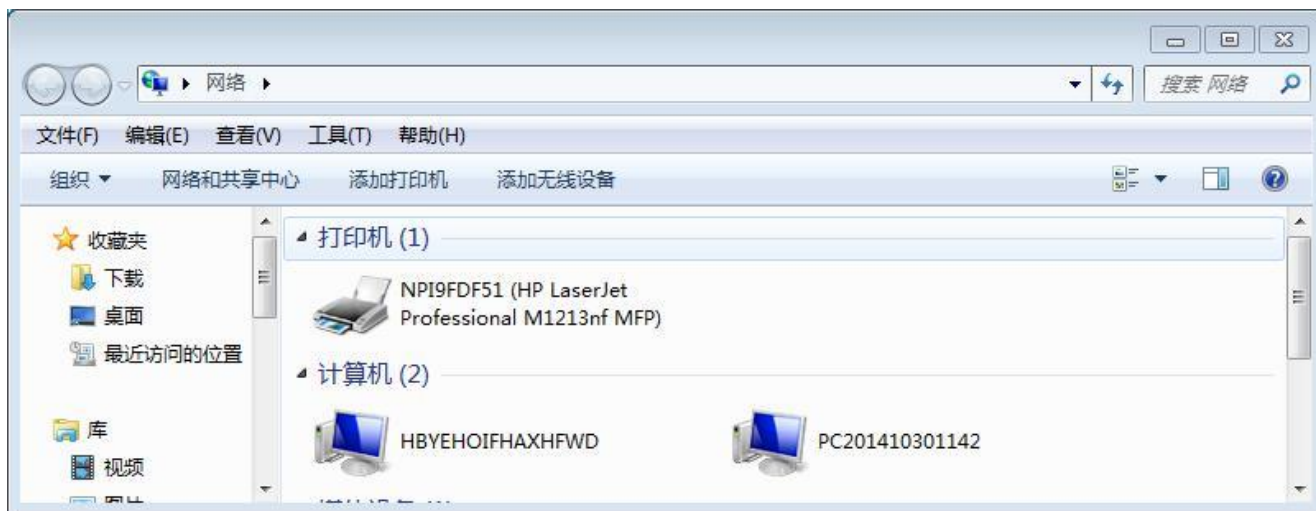 网络
搜索 网络
文件(F) 编辑(E) 查看(V) 工具(T) 帮助(H)
组织 网络和共享中心 添加打印机 添加无线设备
收藏夹
下载
桌面
最近访问的位置
库
视频
打印机 (1)
NPI9FDF51 (HP LaserJet
Professional M1213nf MFP)
计算机 (2)
HBYEHOIFHAXHFWD
PC201410301142